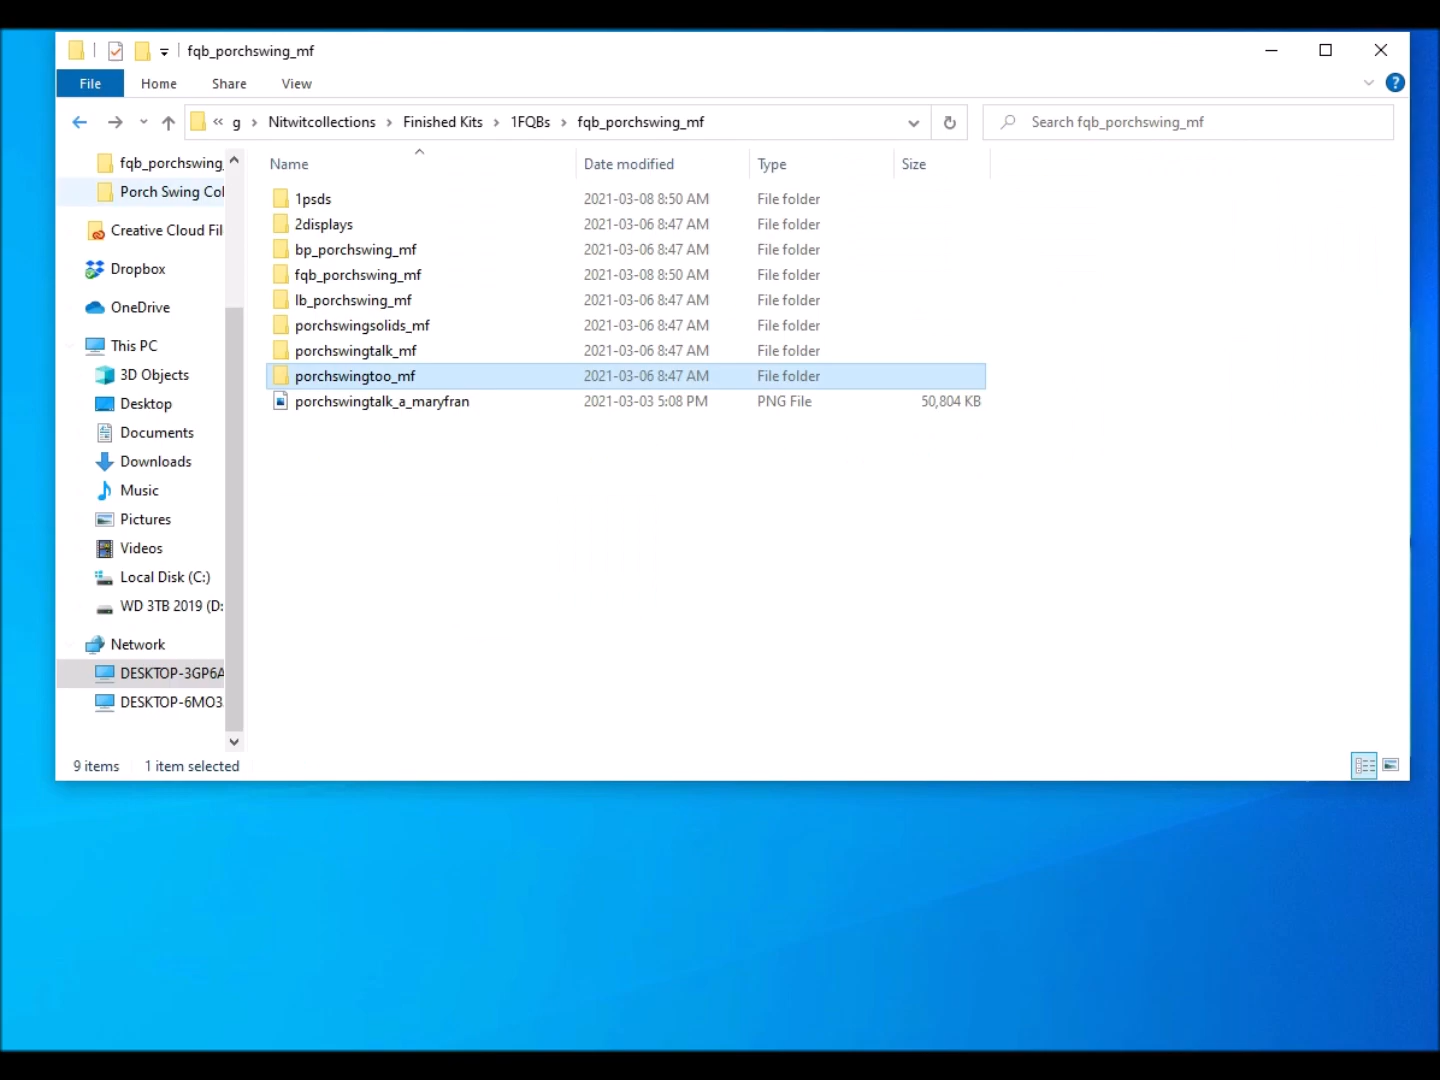 fqb_porchswing_mf
File Home Share View
« g › Nitwitcollections › Finished Kits › 1FQBs › fqb_porchswing_mf
Search fqb_porchswing_mf
Name Date modified Type Size
fqb_porchswing_
Porch Swing Col
Creative Cloud Fil
Dropbox
OneDrive
This PC
3D Objects
Desktop
Documents
Downloads
Music
Pictures
Videos
Local Disk (C:)
WD 3TB 2019 (D:
Network
DESKTOP-3GP6A
DESKTOP-6MO3
1psds 2021-03-08 8:50 AM File folder
2displays 2021-03-06 8:47 AM File folder
bp_porchswing_mf 2021-03-06 8:47 AM File folder
fqb_porchswing_mf 2021-03-08 8:50 AM File folder
lb_porchswing_mf 2021-03-06 8:47 AM File folder
porchswingsolids_mf 2021-03-06 8:47 AM File folder
porchswingtalk_mf 2021-03-06 8:47 AM File folder
porchswingtoo_mf 2021-03-06 8:47 AM File folder
porchswingtalk_a_maryfran 2021-03-03 5:08 PM PNG File 50,804 KB
9 items 1 item selected